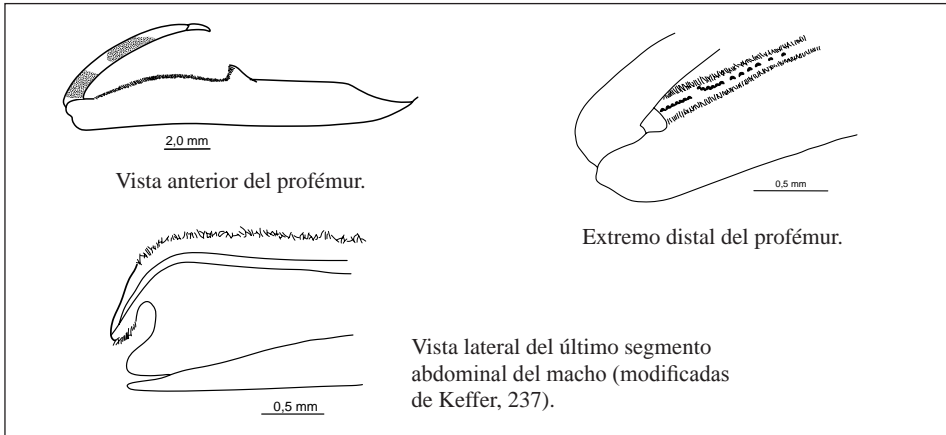 2,0 mm
Vista anterior del profémur.
0,5 mm
Extremo distal del profémur.
0,5 mm
Vista lateral del último segmento
abdominal del macho (modificadas
de Keffer, 237).